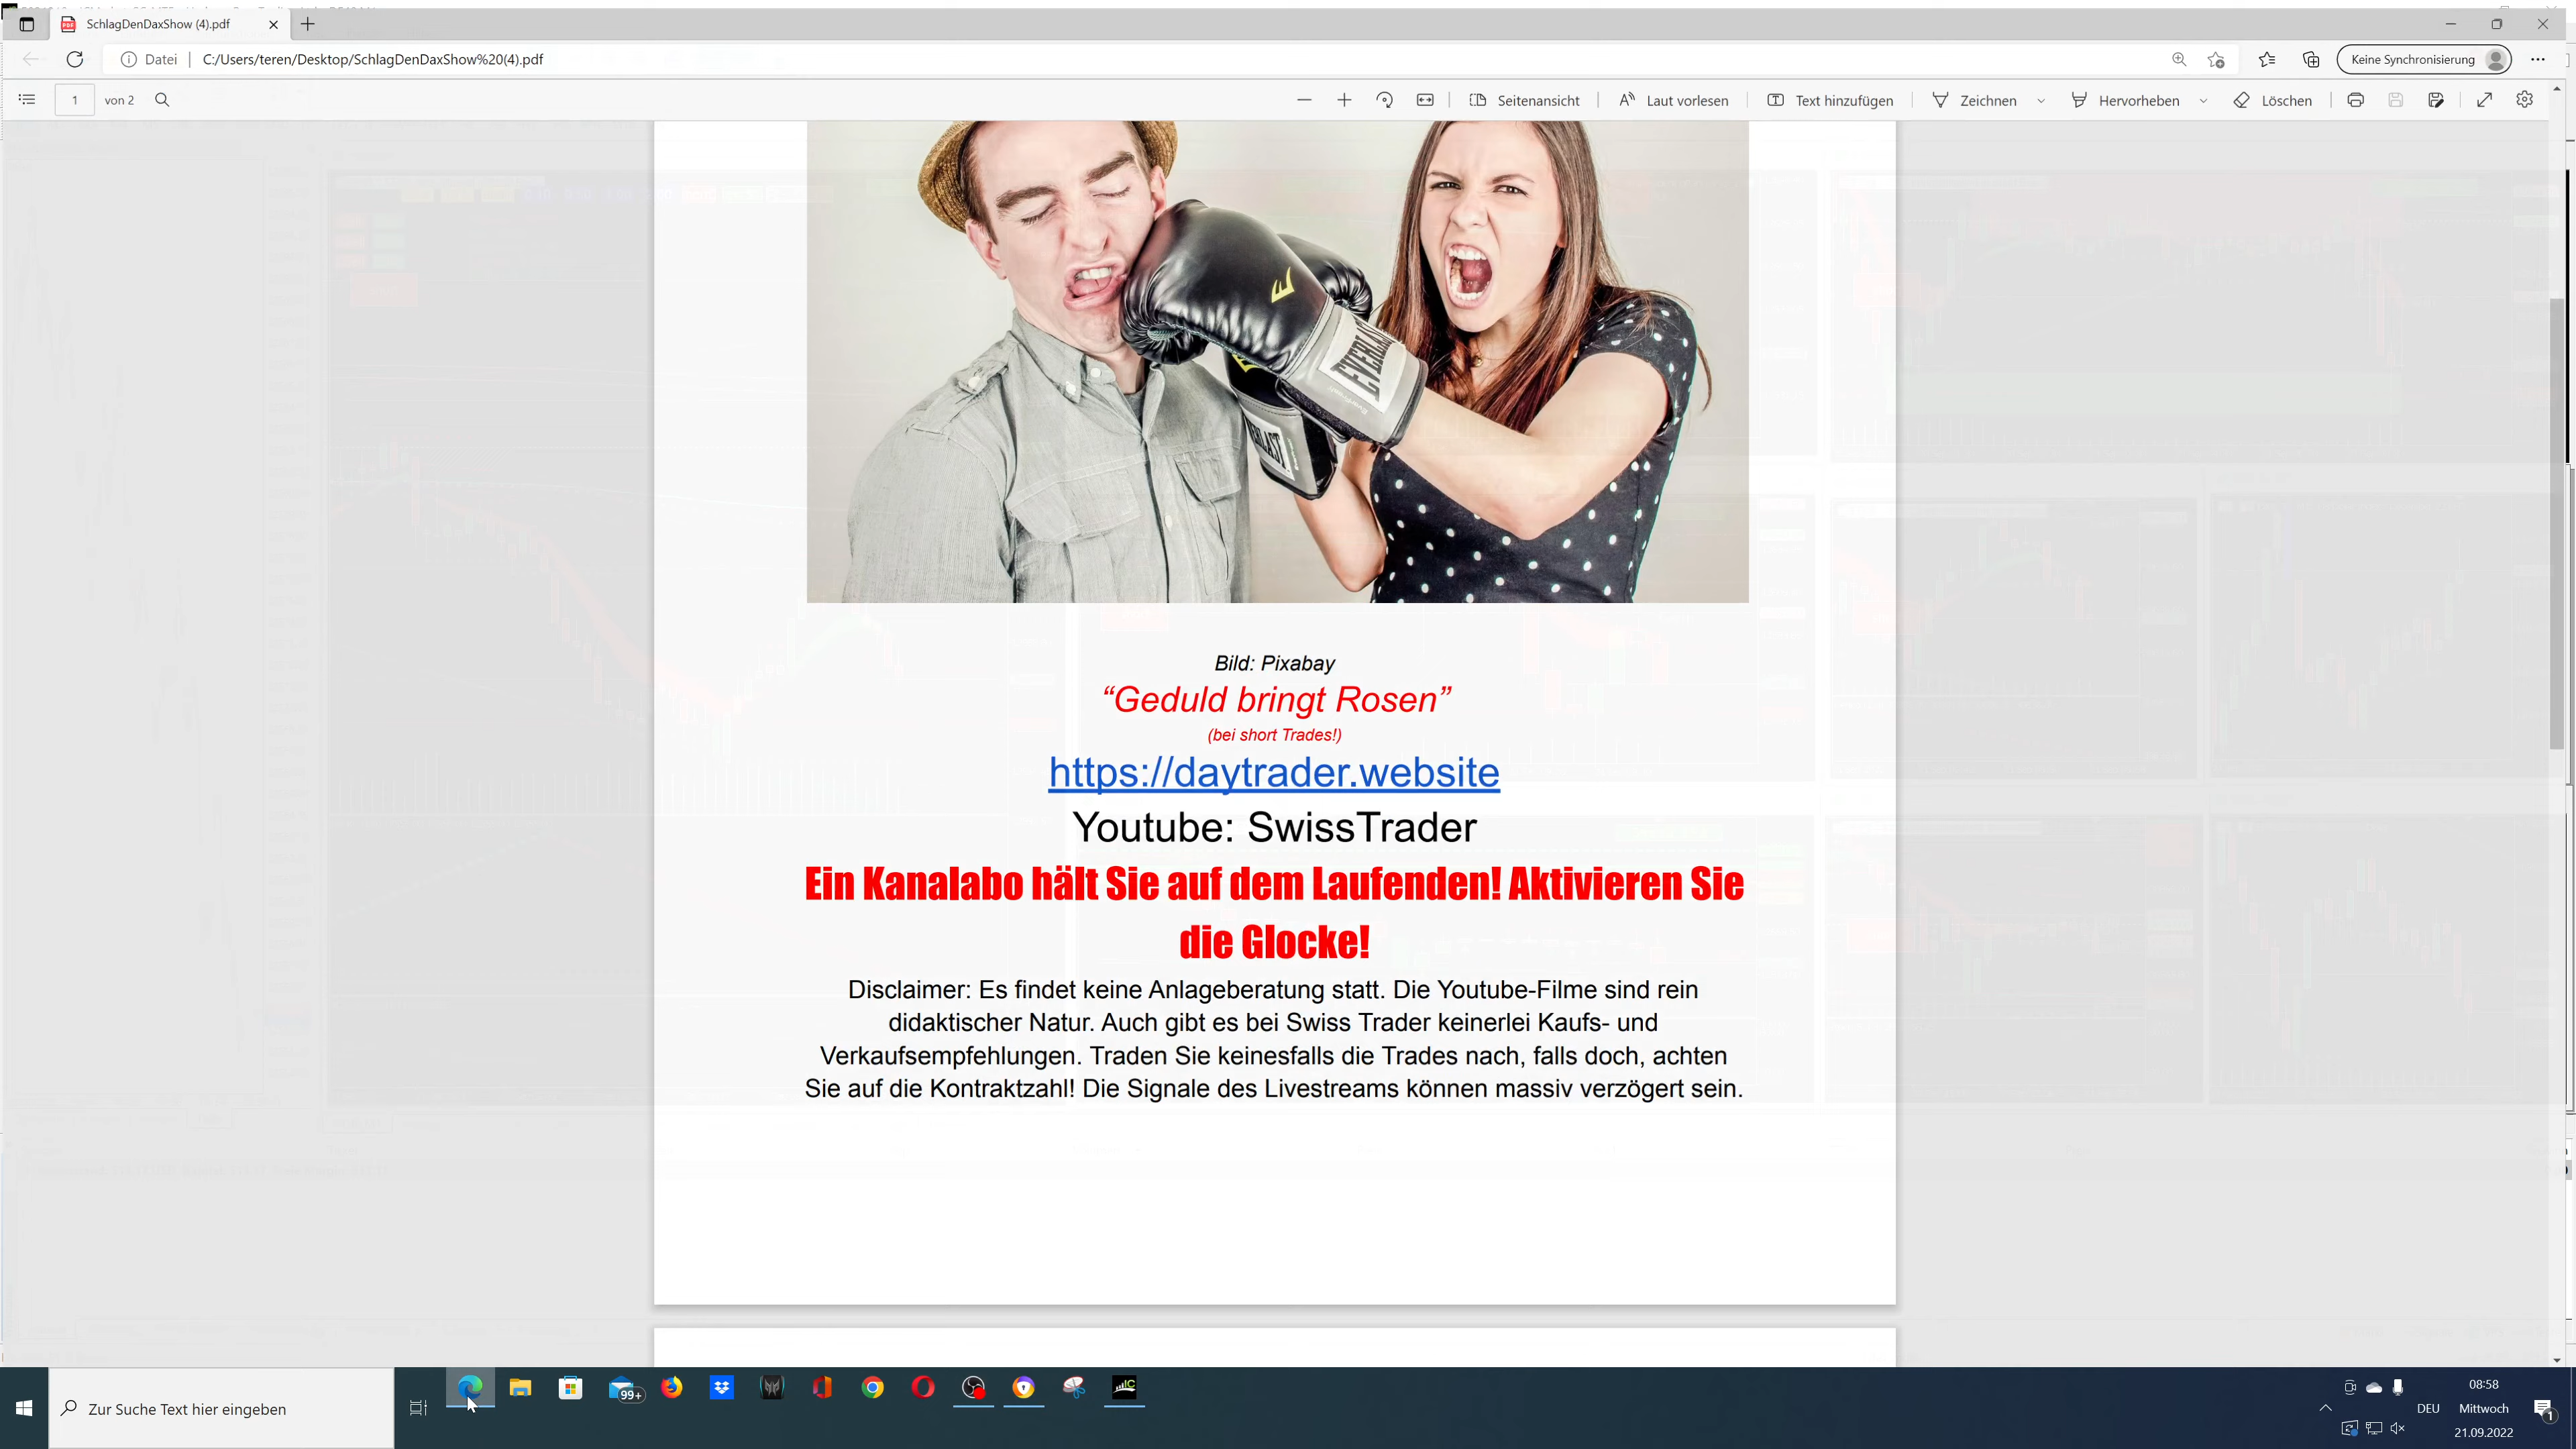 SchlagDenDaxShow (4).pdf
Datei
C:/Users/teren/Desktop/SchlagDenDaxShow%20(4).pdf
Keine Synchronisierung
1 von 2
Seitenansicht
Laut vorlesen
Text hinzufügen
Zeichnen
Hervorheben
Löschen
E
EVERLAST
Bild: Pixabay
“Geduld bringt Rosen”
(bei short Trades!)
https://daytrader.website
Youtube: SwissTrader
Ein Kanalabo hält Sie auf dem Laufenden! Aktivieren Sie
die Glocke!
Disclaimer: Es findet keine Anlageberatung statt. Die Youtube-Filme sind rein
didaktischer Natur. Auch gibt es bei Swiss Trader keinerlei Kaufs- und
Verkaufsempfehlungen. Traden Sie keinesfalls die Trades nach, falls doch, achten
Sie auf die Kontraktzahl! Die Signale des Livestreams können massiv verzögert sein.
Zur Suche Text hier eingeben
99+
IC
DEU
08:58
Mittwoch
21.09.2022
1